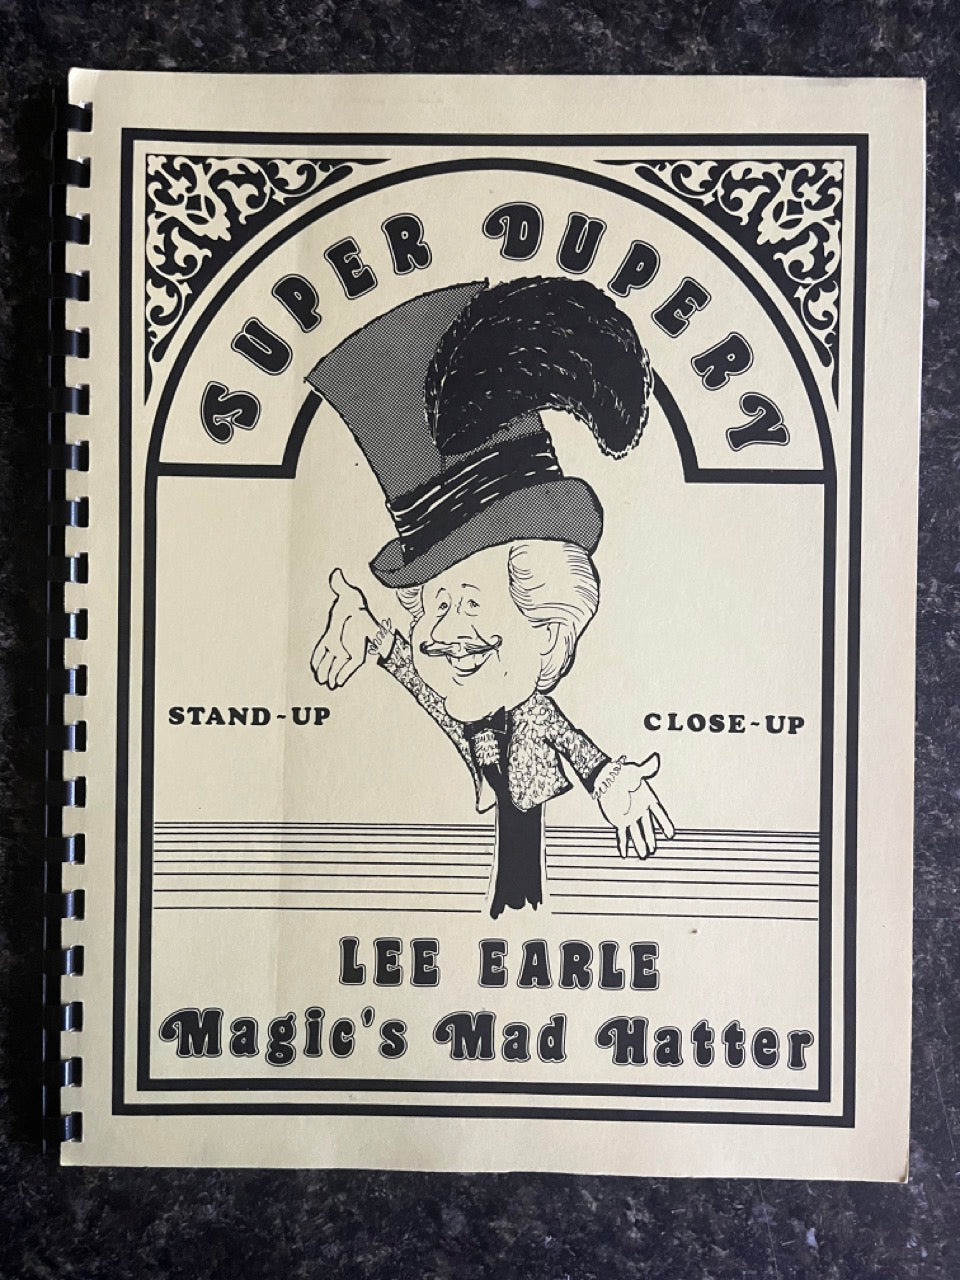 SUPER DUPERY
STAND-UP
CLOSE-UP
LEE EARLE
Magic's Mad Hatter